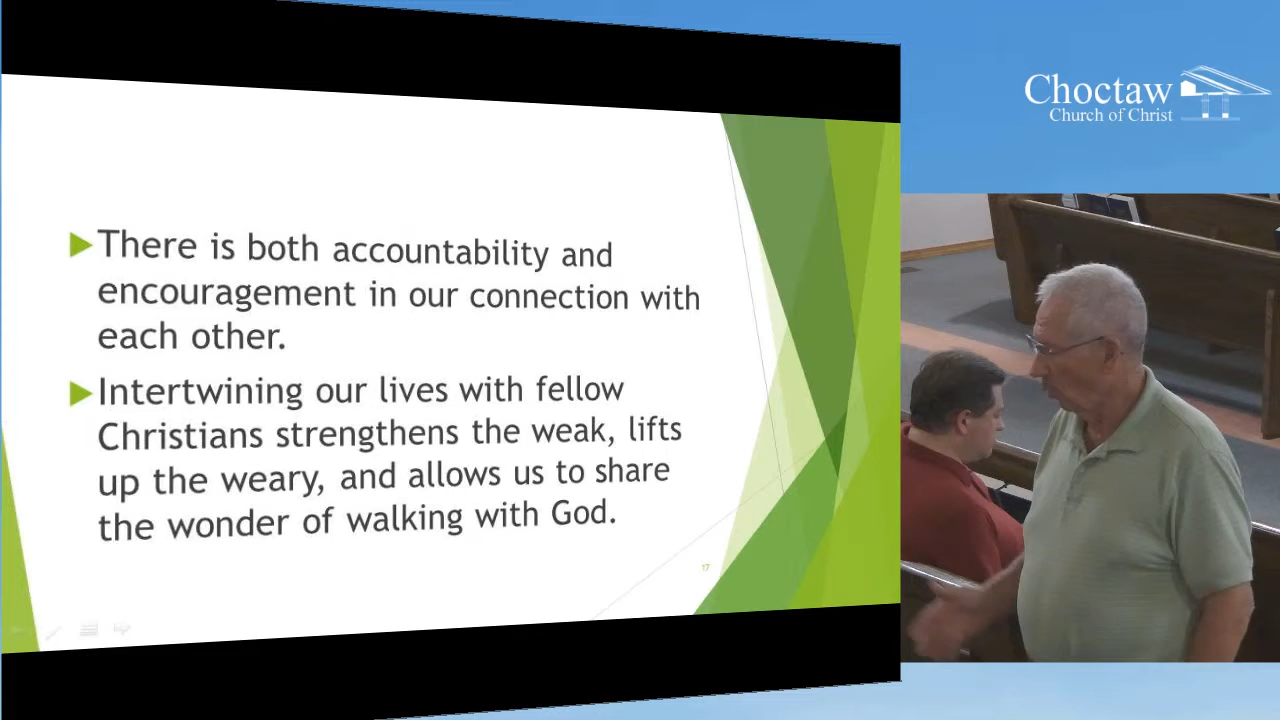 There is both accountability and
encouragement in our connection with
each other.
Intertwining our lives with fellow
Christians strengthens the weak, lifts
up the weary, and allows us to share
the wonder of walking with God.
17
Choctaw
Church of Christ